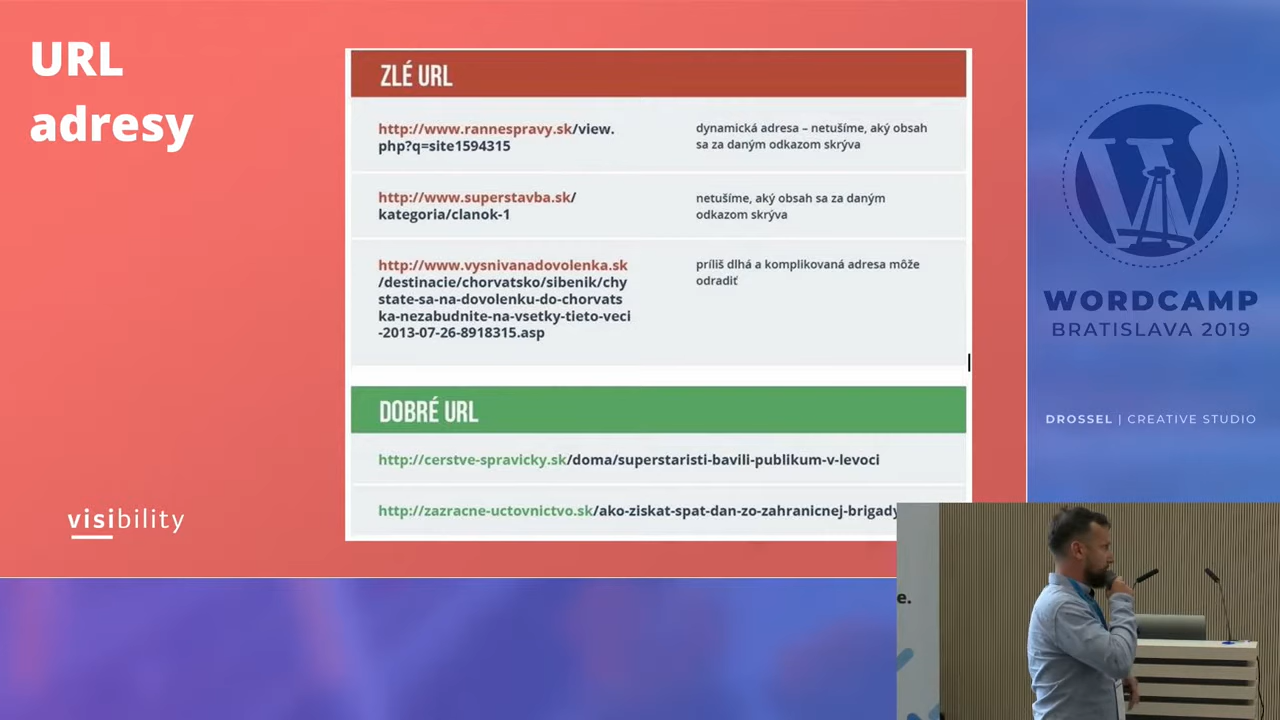 URL
adresy
ZLÉ URL
http://www.rannespravy.sk/view.
php?q=site1594315
dynamická adresa – netušíme, aký obsah
sa za daným odkazom skrýva
http://www.superstavba.sk/
kategoria/clanok-1
netušíme, aký obsah sa za daným
odkazom skrýva
http://www.vysnivanadovolenka.sk
/destinacie/chorvatsko/sibenik/chy
state-sa-na-dovolenku-do-chorvats
ka-nezabudnite-na-vsetky-tieto-veci
-2013-07-26-8918315.asp
príliš dlhá a komplikovaná adresa môže
odradiť
DOBRÉ URL
http://cerstve-spravicky.sk/doma/superstaristi-bavili-publikum-v-levoci
http://zazracne-uctovnictvo.sk/ako-ziskat-spat-dan-zo-zahranicnej-brigady
visibility
WORDCAMP
BRATISLAVA 2019
DROSSEL | CREATIVE STUDIO
e.